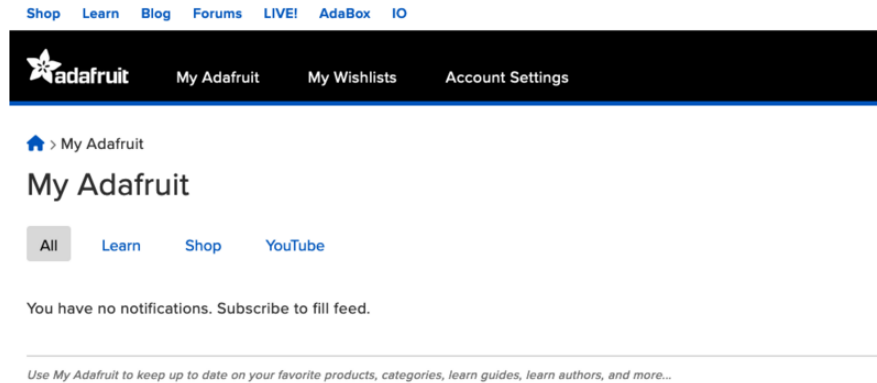 Shop Learn Blog Forums LIVE! AdaBox IO
adafruit My Adafruit My Wishlists Account Settings
> My Adafruit
My Adafruit
All Learn Shop YouTube
You have no notifications. Subscribe to fill feed.
Use My Adafruit to keep up to date on your favorite products, categories, learn guides, learn authors, and more...